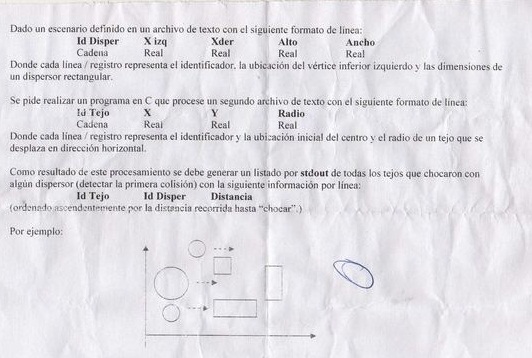 Dado un escenario definido en un archivo de texto con el siguiente formato de línea:
Id Disper X izq Xder Alto Ancho
Cadena Real Real Real Real
Donde cada línea / registro representa el identificador, la ubicación del vértice inferior izquierdo y las dimensiones de
un dispersor rectangular.
Se pide realizar un programa en C que procese un segundo archivo de texto con el siguiente formato de línea:
Id Tejo X Y Radio
Cadena Real Real Real
Donde cada línea / registro representa el identificador y la ubicación inicial del centro y el radio de un tejo que se
desplaza en dirección horizontal.
Como resultado de este procesamiento se debe generar un listado por stdout de todas los tejos que chocaron con
algún dispersor (detectar la primera colisión) con la siguiente información por línea:
Id Tejo Id Disper Distancia
(ordenado ascendentemente por la distancia recorrida hasta “chocar”.)
Por ejemplo: